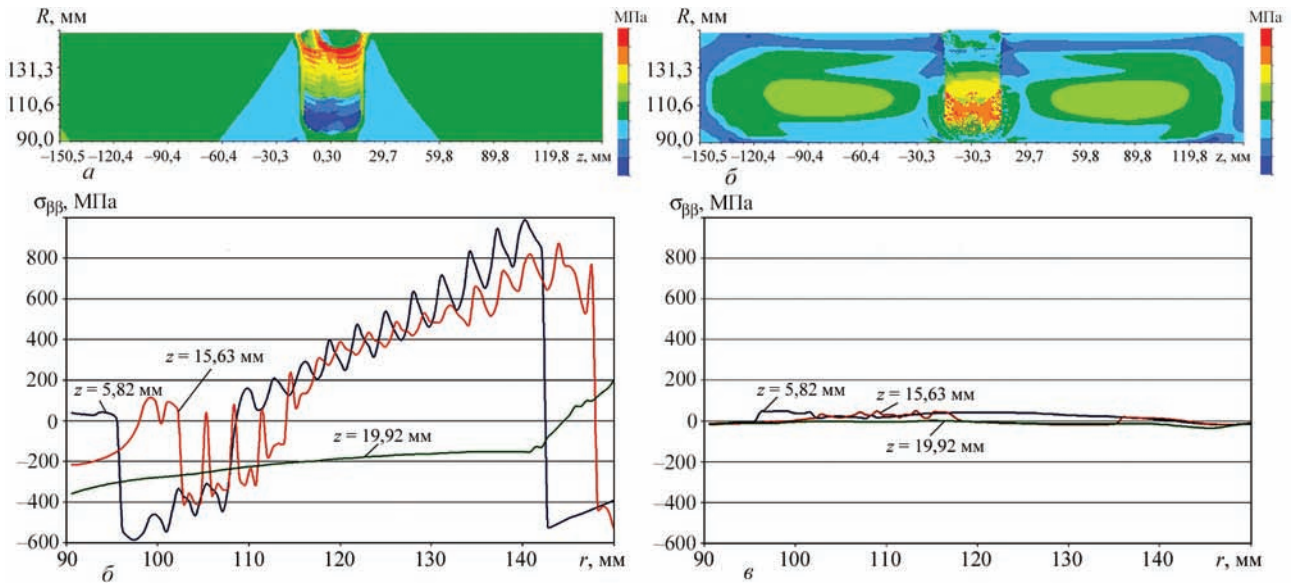 R, мм
МПа
131,3
110,6
90,0
–150,5 –120,4 –90,4 –60,4 –30,3 0,30 29,7 59,8 89,8 119,8 z, мм
а
R, мм
МПа
131,3
110,6
90,0
–150,5 –120,4 –90,4 –60,4 –30,3 –30,3 29,7 59,8 89,8 119,8 z, мм
б
σββ, МПа
800
600
400
200
0
–200
–400
–600
z = 15,63 мм
z = 5,82 мм
z = 19,92 мм
90 100 110 120 130 140 r, мм
б
σββ, МПа
800
600
400
200
0
–200
–400
–600
z = 5,82 мм
z = 15,63 мм
z = 19,92 мм
90 100 110 120 130 140 r, мм
в